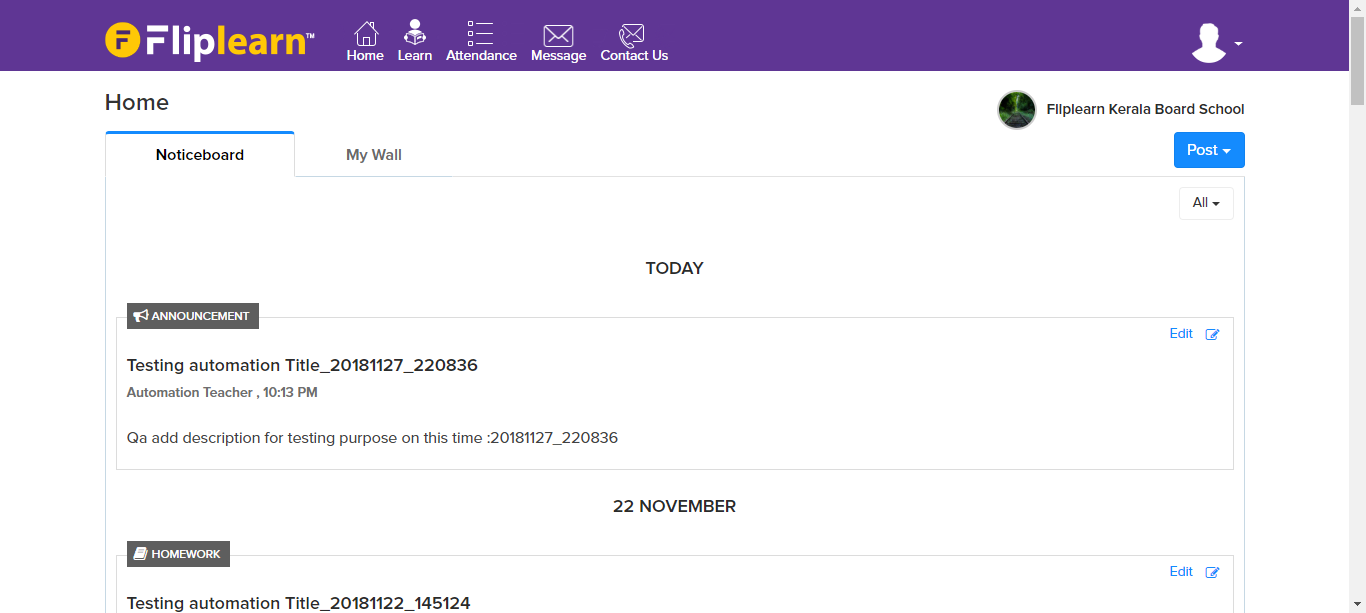 Fliplearn™
Home Learn Attendance Message Contact Us
Home
Fliplearn Kerala Board School
Noticeboard My Wall
Post
All
TODAY
ANNOUNCEMENT
Edit
Testing automation Title_20181127_220836
Automation Teacher , 10:13 PM
Qa add description for testing purpose on this time :20181127_220836
22 NOVEMBER
HOMEWORK
Edit
Testing automation Title_20181122_145124